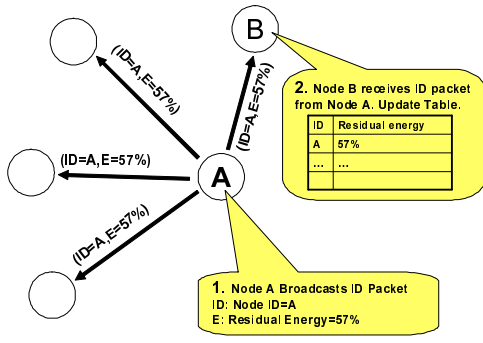 B
(ID=A,E=57%)
(ID=A,E=57%)
2. Node B receives ID packet
from Node A. Update Table.
ID Residual energy
A 57%
... ...
(ID=A,E=57%)
A
(ID=A,E=57%)
1. Node A Broadcasts ID Packet
ID: Node ID=A
E: Residual Energy=57%